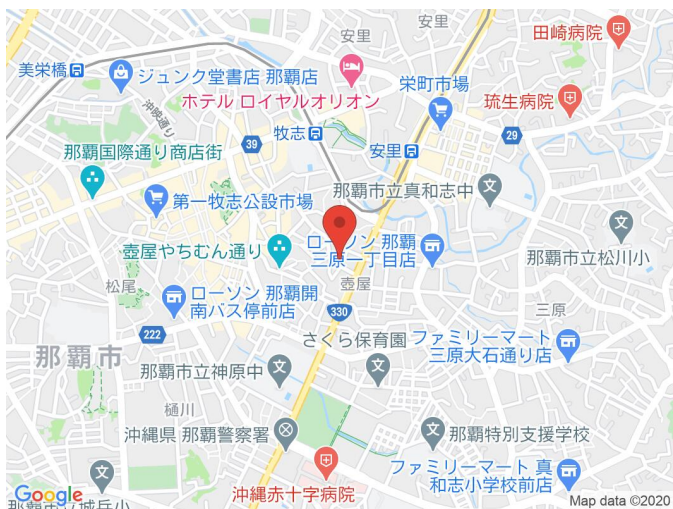 安里
田崎病院
美栄橋
ジュンク堂書店 那覇店
安里
ホテル ロイヤルオリオン
栄町市場
琉生病院
沖映通り
牧志
39
29
安里
那覇国際通り商店街
那覇市立真和志中
第一牧志公設市場
ローソン 那覇
三原一丁目店
那覇市立松川小
壺屋やちむん通り
壺屋
松尾
ローソン 那覇開
南バス停前店
330
三原
222
さくら保育園
ファミリーマート
三原大石通り店
那覇市
那覇市立神原中
樋川
沖縄県 那覇警察署
那覇特別支援学校
ファミリーマート 真
和志小学校前店
沖縄赤十字病院
Google
Map data ©2020